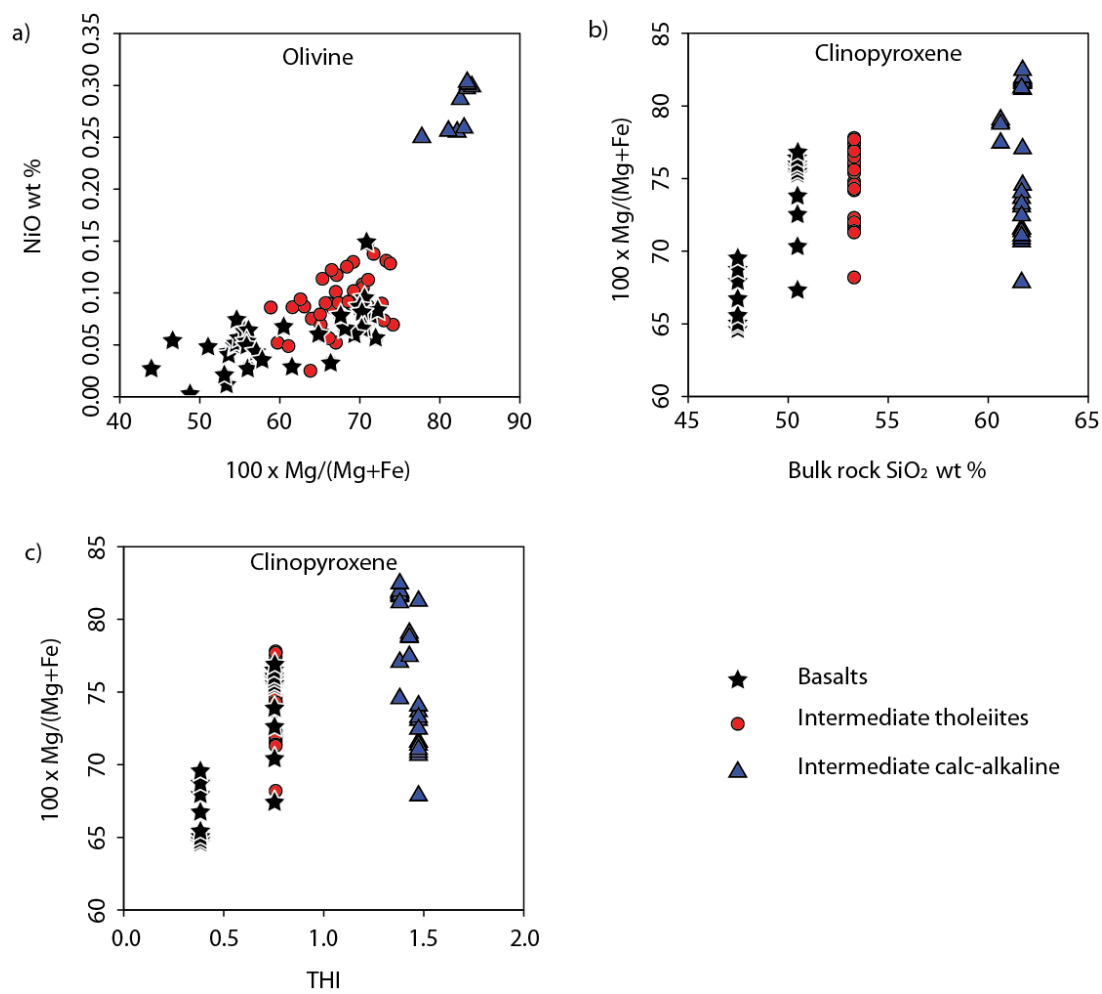 a)
Olivine
NiO wt %
0.00 0.05 0.10 0.15 0.20 0.25 0.30 0.35
40 50 60 70 80 90
100 x Mg/(Mg+Fe)
b)
Clinopyroxene
100 x Mg/(Mg+Fe)
60 65 70 75 80 85
45 50 55 60 65
Bulk rock SiO₂ wt %
c)
Clinopyroxene
100 x Mg/(Mg+Fe)
60 65 70 75 80 85
0.0 0.5 1.0 1.5 2.0
THI
Basalts
Intermediate tholeiites
Intermediate calc-alkaline